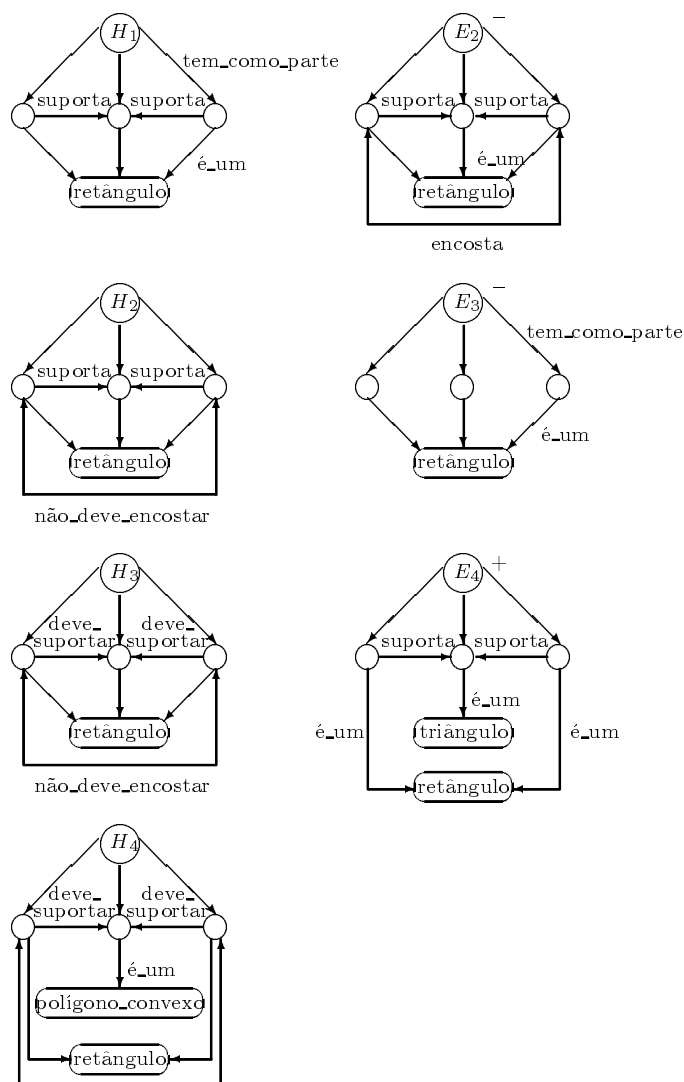 H1
tem_como_parte
suporta suporta
é_um
retângulo
E2 −
suporta suporta
é_um
retângulo
encosta
H2
suporta suporta
retângulo
não_deve_encostar
E3 −
tem_como_parte
é_um
retângulo
H3
deve_ deve_
suportar suportar
retângulo
não_deve_encostar
E4 +
suporta suporta
é_um
é_um triângulo é_um
retângulo
H4
deve_ deve_
suportar suportar
é_um
polígono_convexo
retângulo